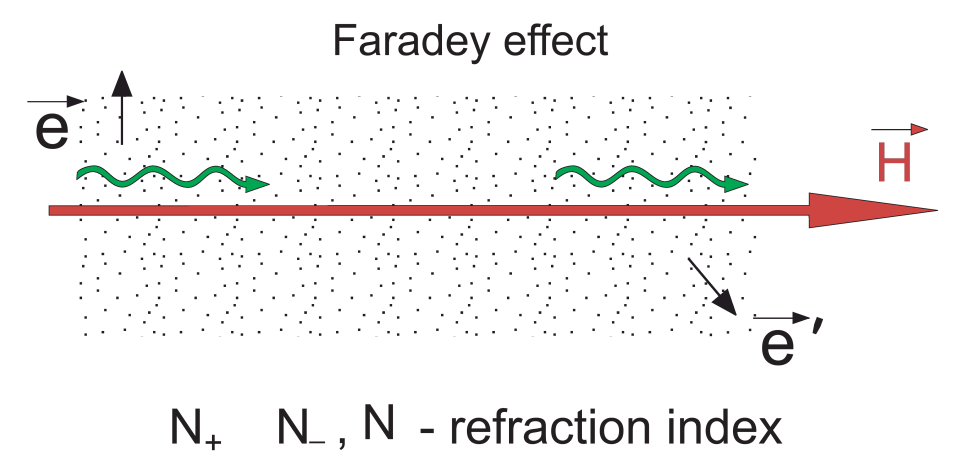 Faradey effect
e
H
e′
N₊ N₋ , N - refraction index